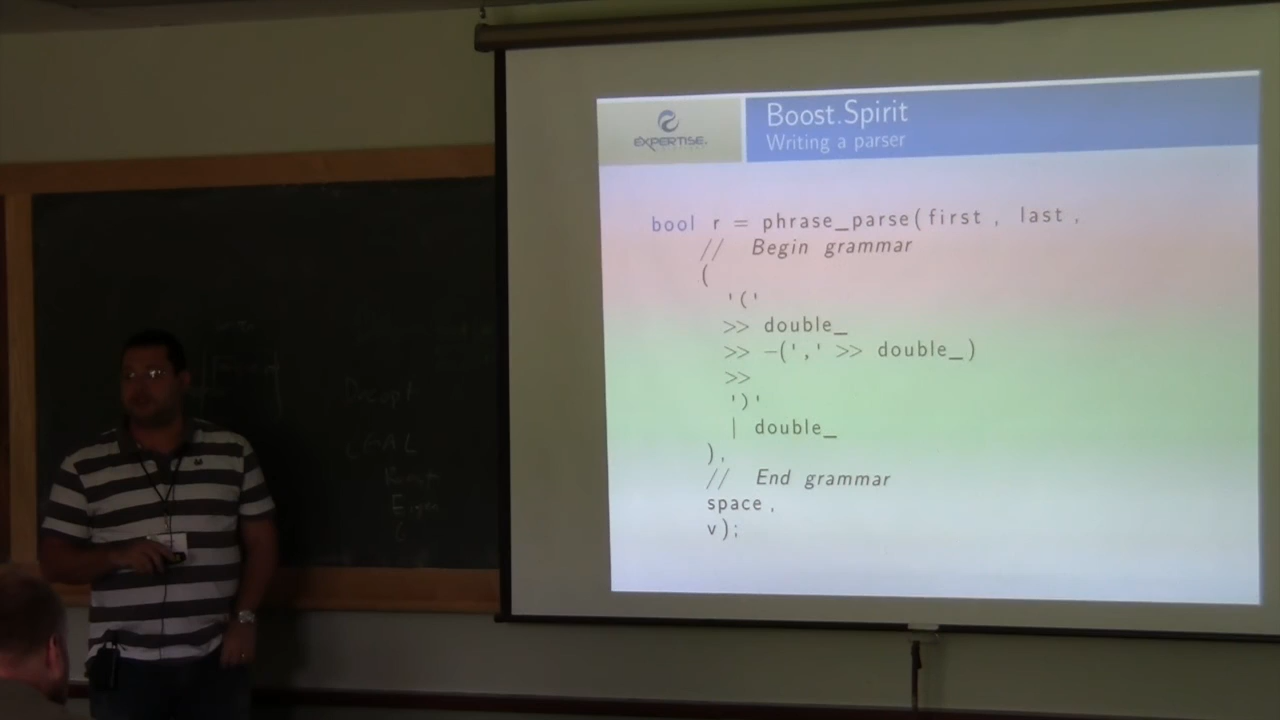 EXPERTISE.
Boost.Spirit
Writing a parser
bool r = phrase_parse(first, last,
// Begin grammar
(
'('
>> double_
>> -(',' >> double_)
>>
')'
| double_
),
// End grammar
space,
v);